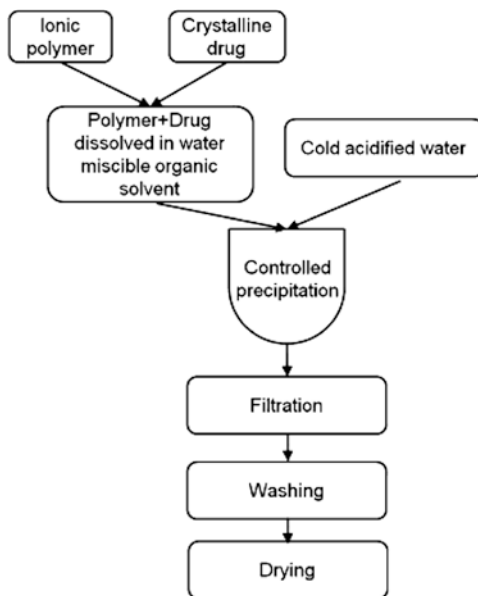 Ionic
polymer
Crystalline
drug
Polymer+Drug
dissolved in water
miscible organic
solvent
Cold acidified water
Controlled
precipitation
Filtration
Washing
Drying